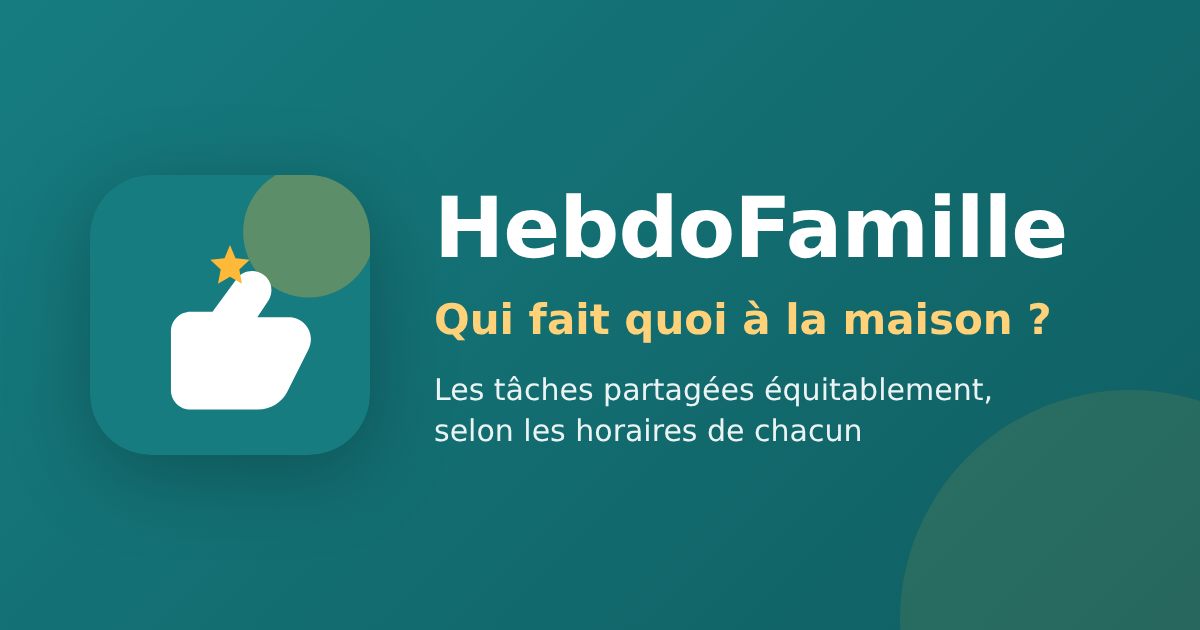 HebdoFamille
Qui fait quoi à la maison ?
Les tâches partagées équitablement,
selon les horaires de chacun